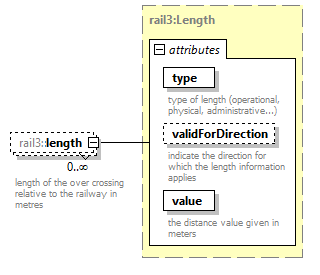 rail3:Length
attributes
type
type of length (operational,
physical, administrative...)
validForDirection
indicate the direction for
which the length information
applies
value
the distance value given in
meters
rail3:length
0..∞
length of the over crossing
relative to the railway in
metres